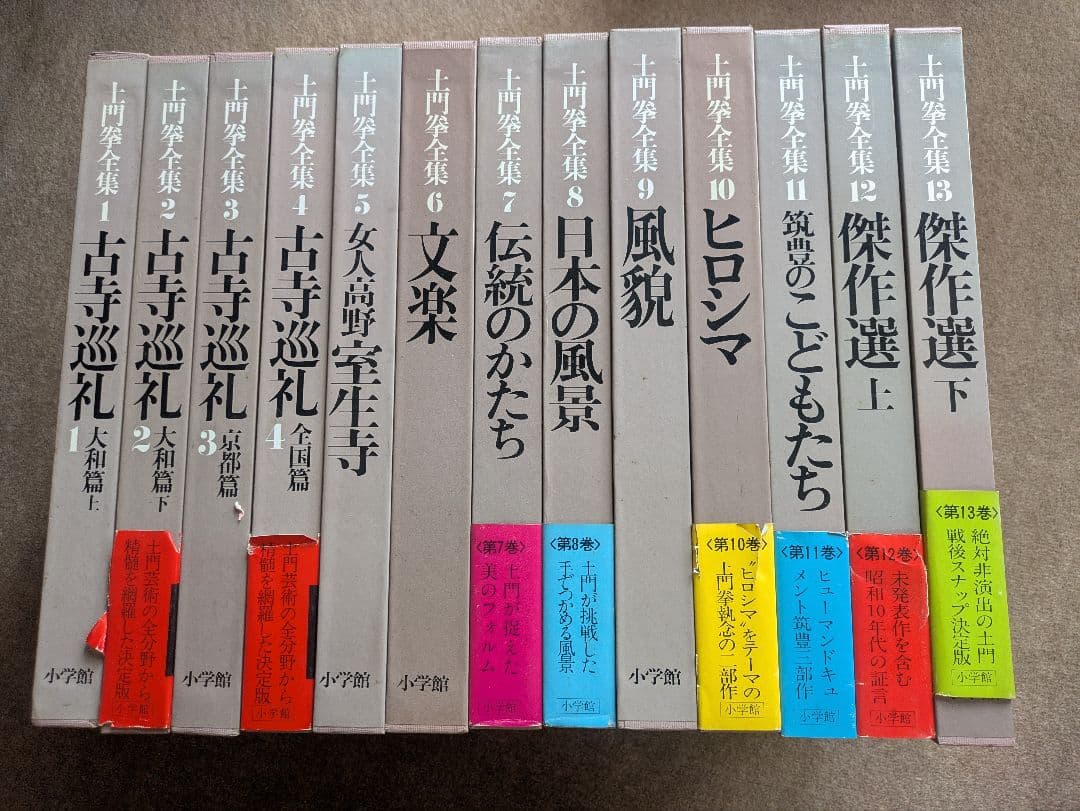 土門拳全集 1
古寺巡礼
1 大和篇 上
小学館
土門拳全集 2
古寺巡礼
2 大和篇 下
土門芸術の全分野から
精髄を網羅した決定版
小学館
土門拳全集 3
古寺巡礼
3 京都篇
小学館
土門拳全集 4
古寺巡礼
4 全国篇
土門芸術の全分野から
精髄を網羅した決定版
小学館
土門拳全集 5
女人高野室生寺
小学館
土門拳全集 6
文楽
小学館
土門拳全集 7
伝統のかたち
〈第7巻〉
土門が捉えた
美のフォルム
小学館
土門拳全集 8
日本の風景
〈第8巻〉
土門が挑戦した
手でつかめる風景
小学館
土門拳全集 9
風貌
小学館
土門拳全集 10
ヒロシマ
〈第10巻〉
“ヒロシマ”をテーマの
土門拳執念の二部作
小学館
土門拳全集 11
筑豊のこどもたち
〈第11巻〉
ヒューマンドキュ
メント筑豊三部作
小学館
土門拳全集 12
傑作選 上
〈第12巻〉
未発表作を含む
昭和10年代の証言
小学館
土門拳全集 13
傑作選 下
〈第13巻〉
絶対非演出の土門
戦後スナップ決定版
小学館